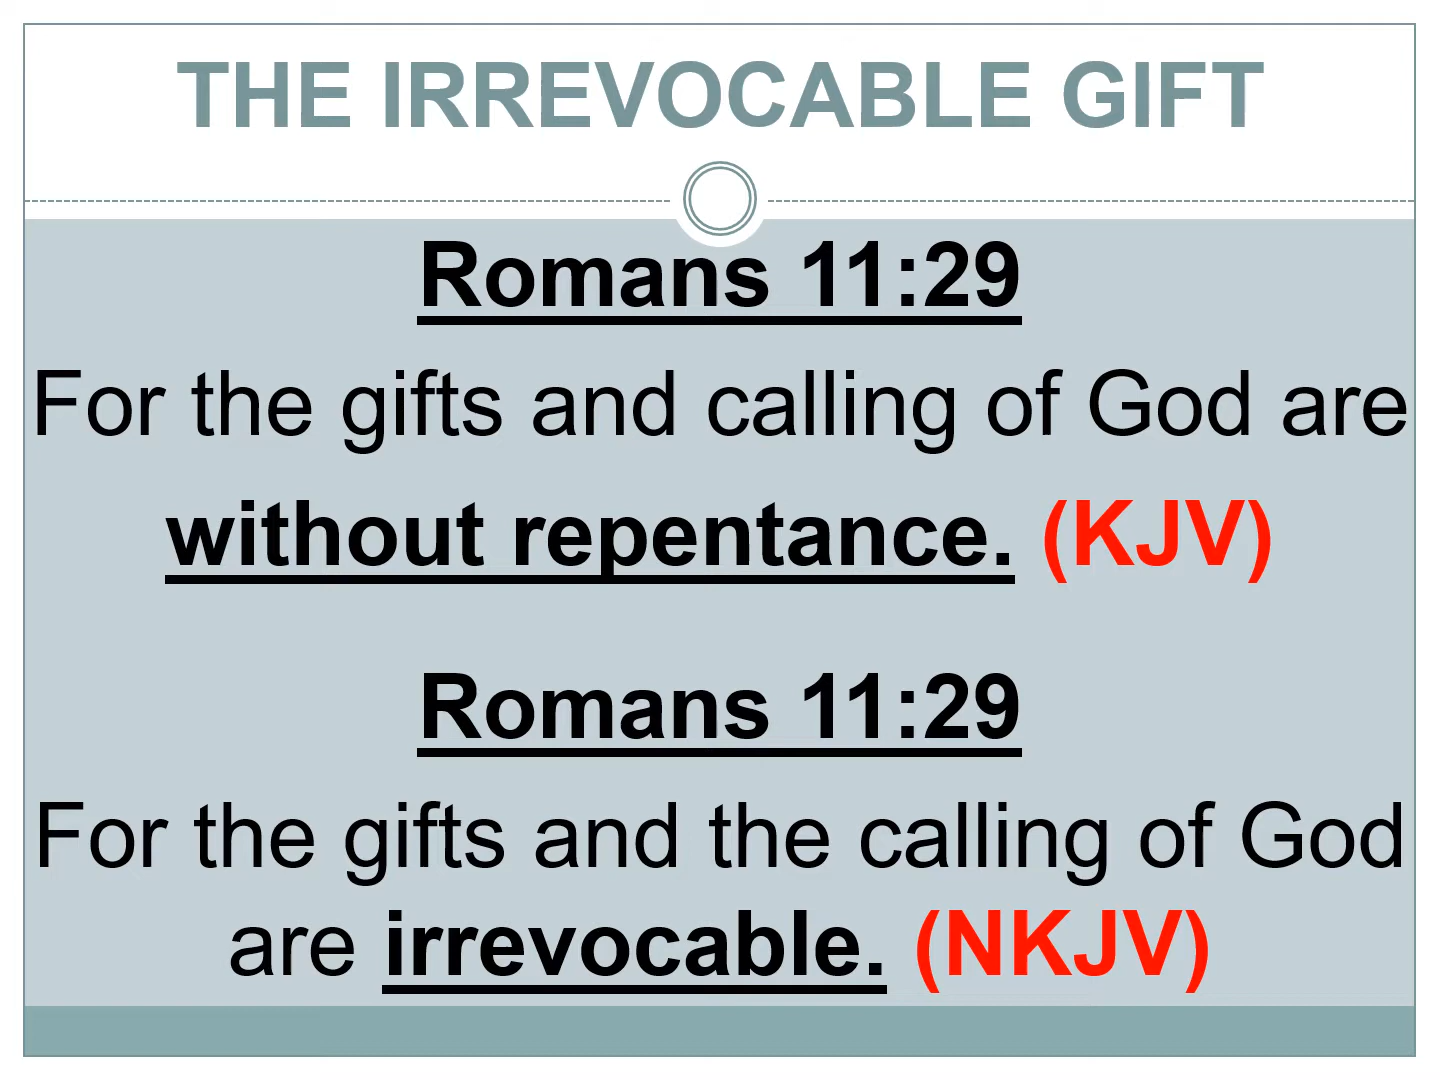 THE IRREVOCABLE GIFT
Romans 11:29
For the gifts and calling of God are
without repentance. (KJV)
Romans 11:29
For the gifts and the calling of God
are irrevocable. (NKJV)